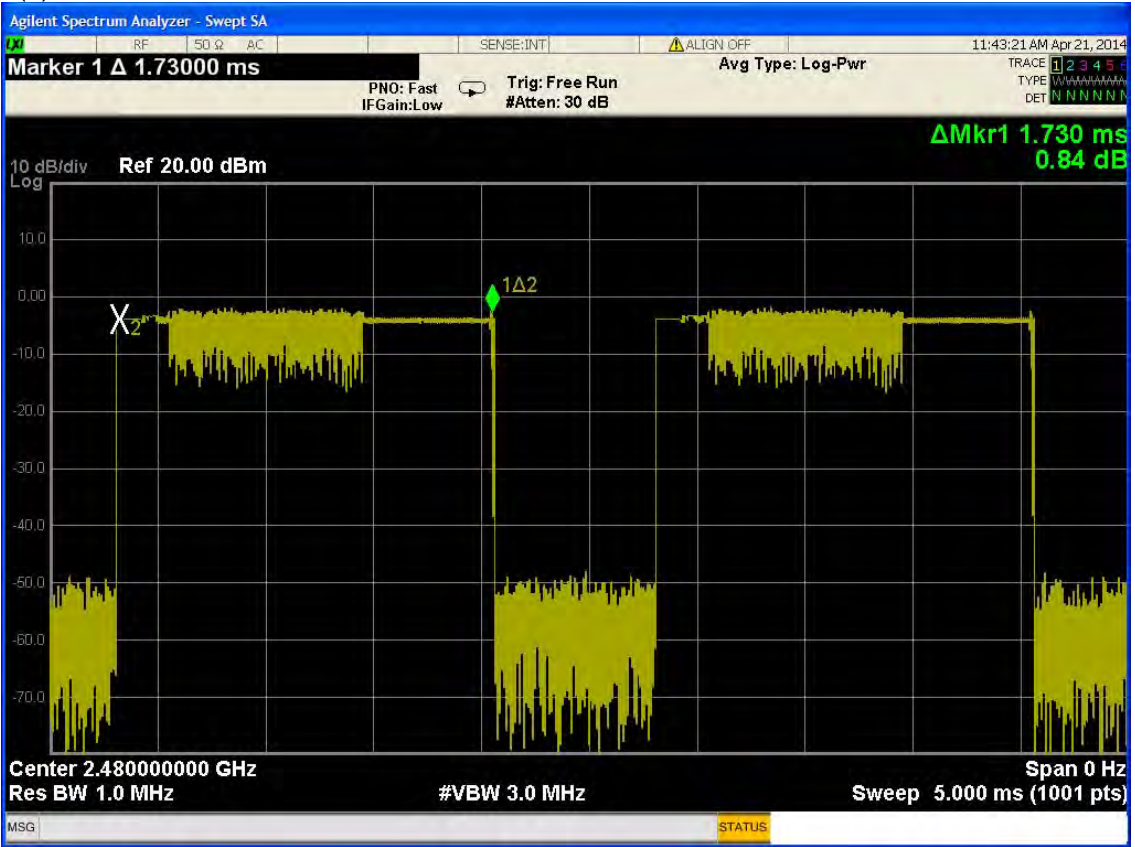 Agilent Spectrum Analyzer - Swept SA
LXI RF 50 Ω AC SENSE:INT ALIGN OFF 11:43:21 AM Apr 21, 2014
Marker 1 Δ 1.73000 ms
PNO: Fast
IFGain:Low
Trig: Free Run
#Atten: 30 dB
Avg Type: Log-Pwr
TRACE 1 2 3 4 5 6
TYPE
DET N N N N N N
ΔMkr1 1.730 ms
0.84 dB
10 dB/div Ref 20.00 dBm
Log
10.0
0.00
-10.0
-20.0
-30.0
-40.0
-50.0
-60.0
-70.0
1Δ2
X2
Center 2.480000000 GHz Span 0 Hz
Res BW 1.0 MHz #VBW 3.0 MHz Sweep 5.000 ms (1001 pts)
MSG STATUS